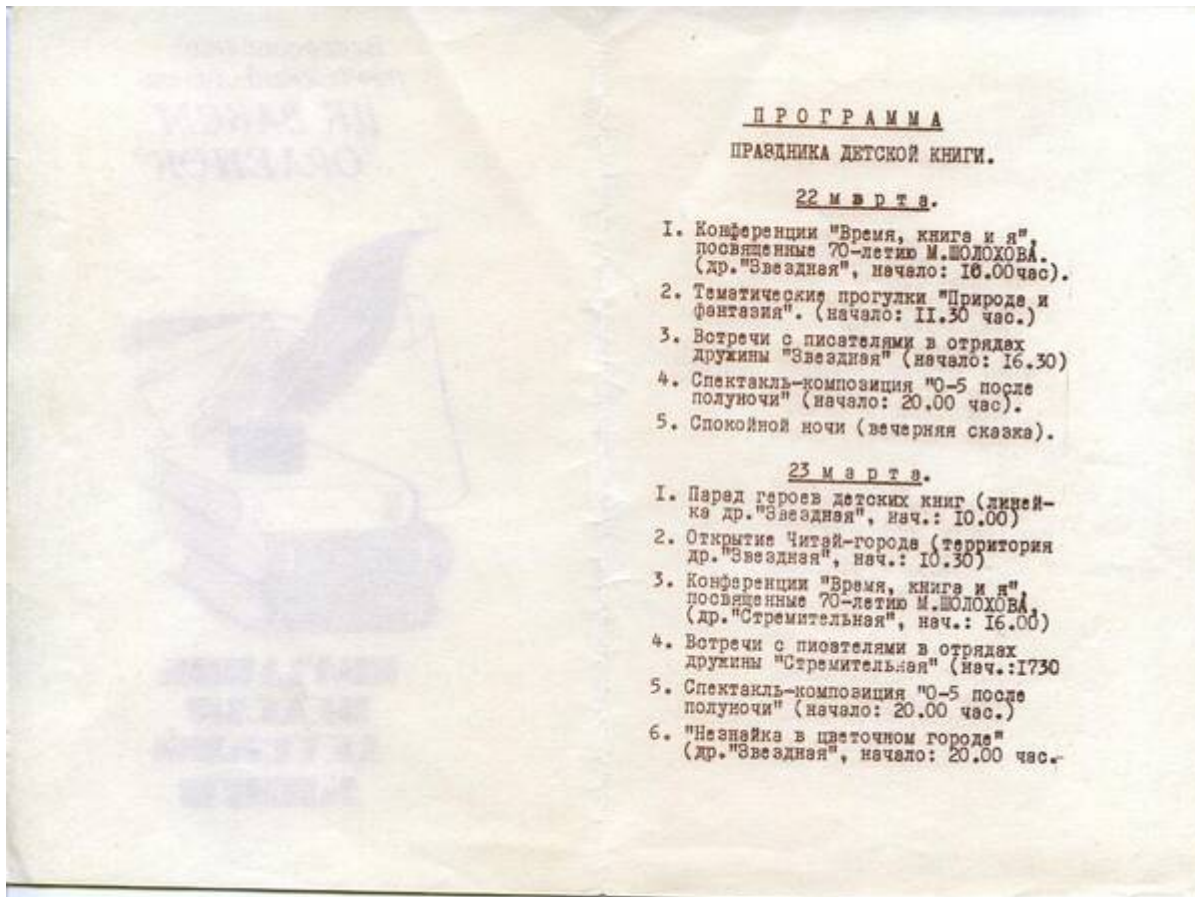 ПРОГРАММА
ПРАЗДНИКА ДЕТСКОЙ КНИГИ.
22 марта.
I. Конференции "Время, книга и я",
посвященные 70-летию М.ШОЛОХОВА.
(др."Звездная", начало: I0.00час).
2. Тематические прогулки "Природа и
фантазия". (начало: II.30 час.)
3. Встречи с писателями в отрядах
дружины "Звездная" (начало: I6.30)
4. Спектакль-композиция "0-5 после
полуночи" (начало: 20.00 час).
5. Спокойной ночи (вечерняя сказка).
23 марта.
I. Парад героев детских книг (линей-
ка др."Звездная", нач.: I0.00)
2. Открытие Читай-города (территория
др."Звездная", нач.: I0.30)
3. Конференции "Время, книга и я",
посвященные 70-летию М.ШОЛОХОВА,
(др."Стремительная", нач.: I6.00)
4. Встречи с писателями в отрядах
дружины "Стремительная" (нач.:I730
5. Спектакль-композиция "0-5 после
полуночи" (начало: 20.00 час.)
6. "Незнайка в цветочном городе"
(др."Звездная", начало: 20.00 час.-